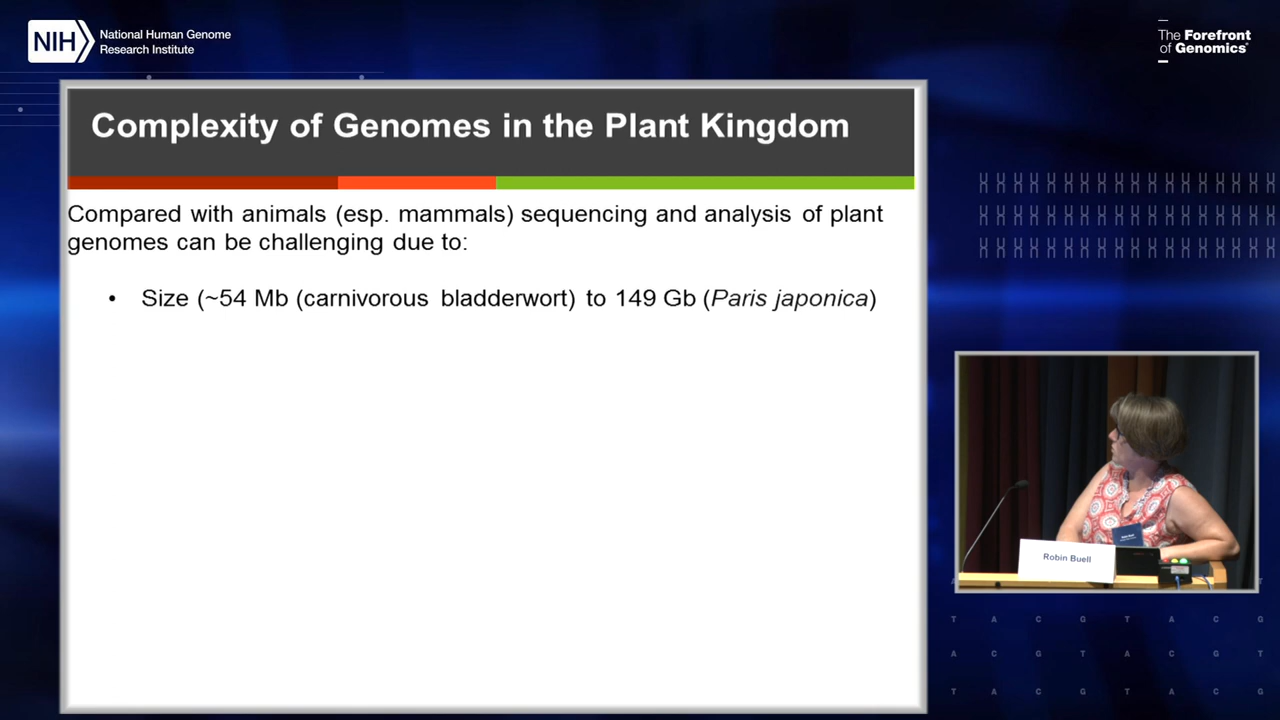 NIH
National Human Genome
Research Institute
The Forefront
of Genomics®
Complexity of Genomes in the Plant Kingdom
Compared with animals (esp. mammals) sequencing and analysis of plant
genomes can be challenging due to:
• Size (~54 Mb (carnivorous bladderwort) to 149 Gb (Paris japonica)
Robin Buell
T A C G T A C G
A C G T A C G
T A C G T A C G